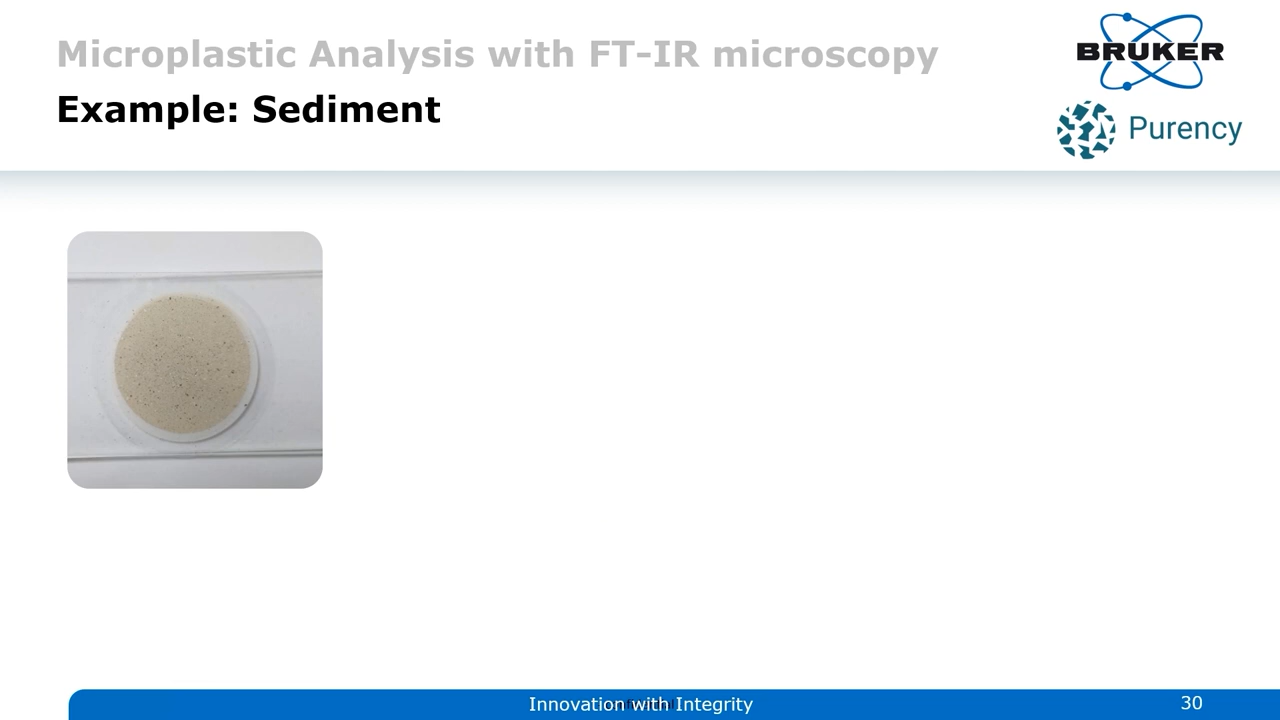 Microplastic Analysis with FT-IR microscopy
Example: Sediment
BRUKER
Purency
Innovation with Integrity
30